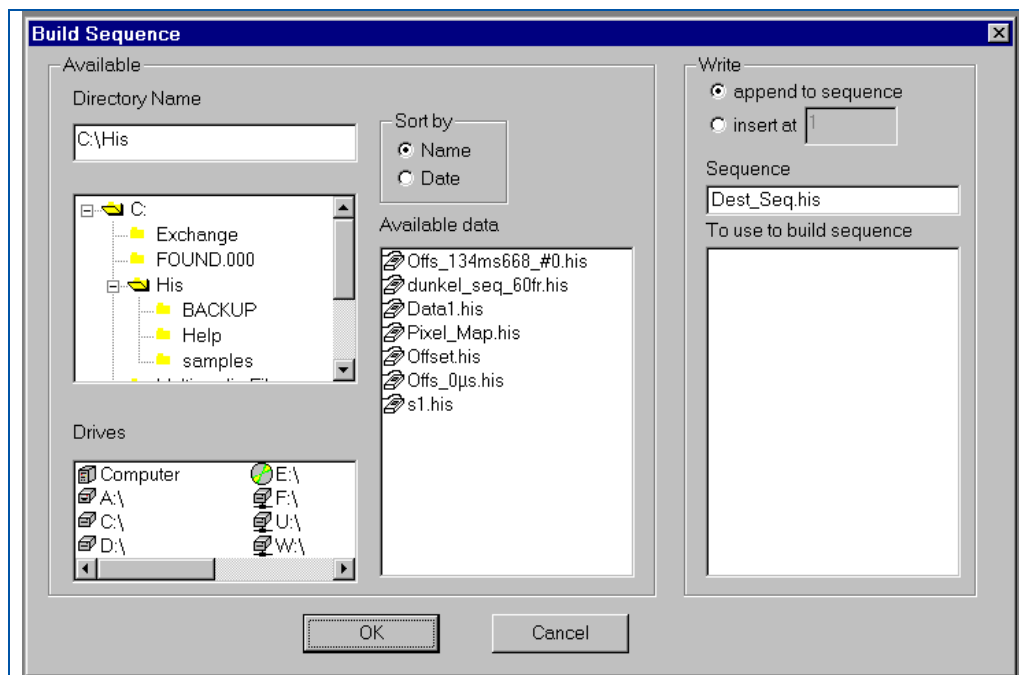 Build Sequence
Available
Directory Name
C:\His
C:
Exchange
FOUND.000
His
BACKUP
Help
samples
Drives
Computer
A:\
C:\
D:\
E:\
F:\
U:\
W:\
Sort by
Name
Date
Available data
Offs_134ms668_#0.his
dunkel_seq_60fr.his
Data1.his
Pixel_Map.his
Offset.his
Offs_0µs.his
s1.his
Write
append to sequence
insert at 1
Sequence
Dest_Seq.his
To use to build sequence
OK
Cancel